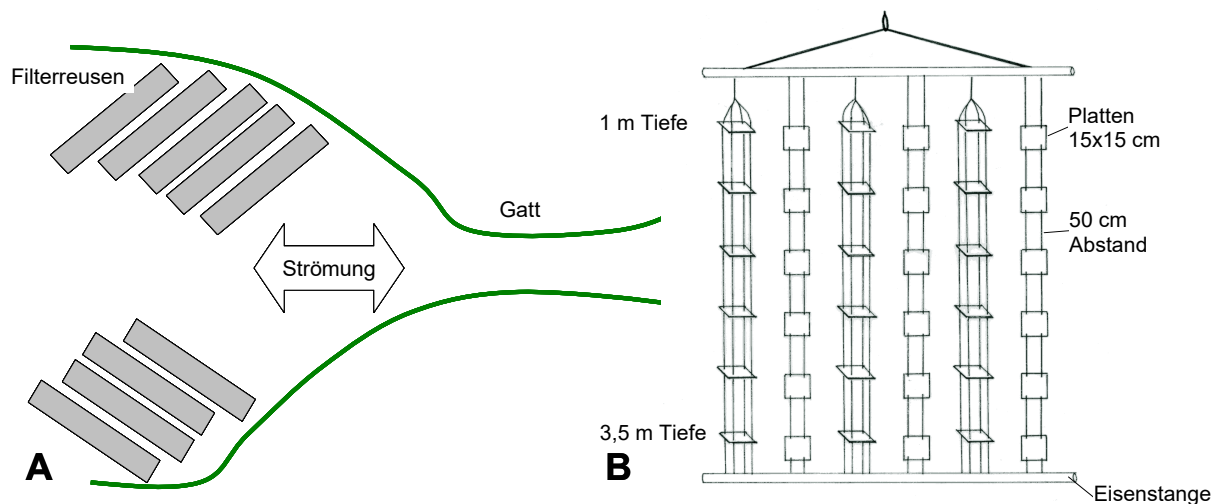 Filterreusen
Gatt
Strömung
A
1 m Tiefe
Platten
15x15 cm
50 cm
Abstand
3,5 m Tiefe
B
Eisenstange